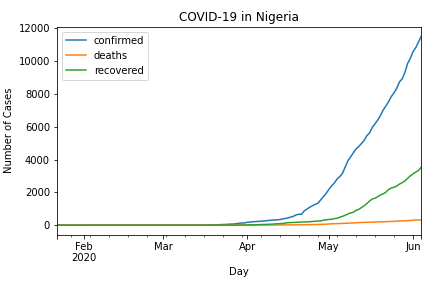 COVID-19 in Nigeria
12000
10000
8000
6000
4000
2000
0
Number of Cases
confirmed
deaths
recovered
Feb
2020
Mar
Apr
May
Jun
Day